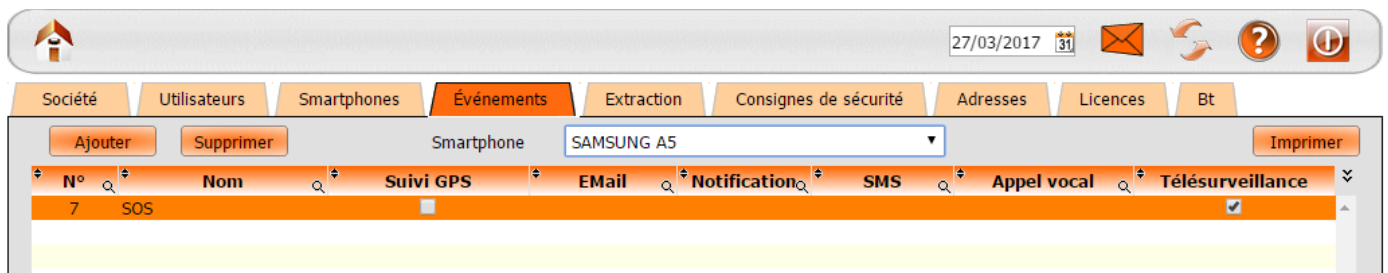 27/03/2017 31
Société Utilisateurs Smartphones Événements Extraction Consignes de sécurité Adresses Licences Bt
Ajouter Supprimer Smartphone SAMSUNG A5 Imprimer
N° Nom Suivi GPS EMail Notification SMS Appel vocal Télésurveillance
7 SOS